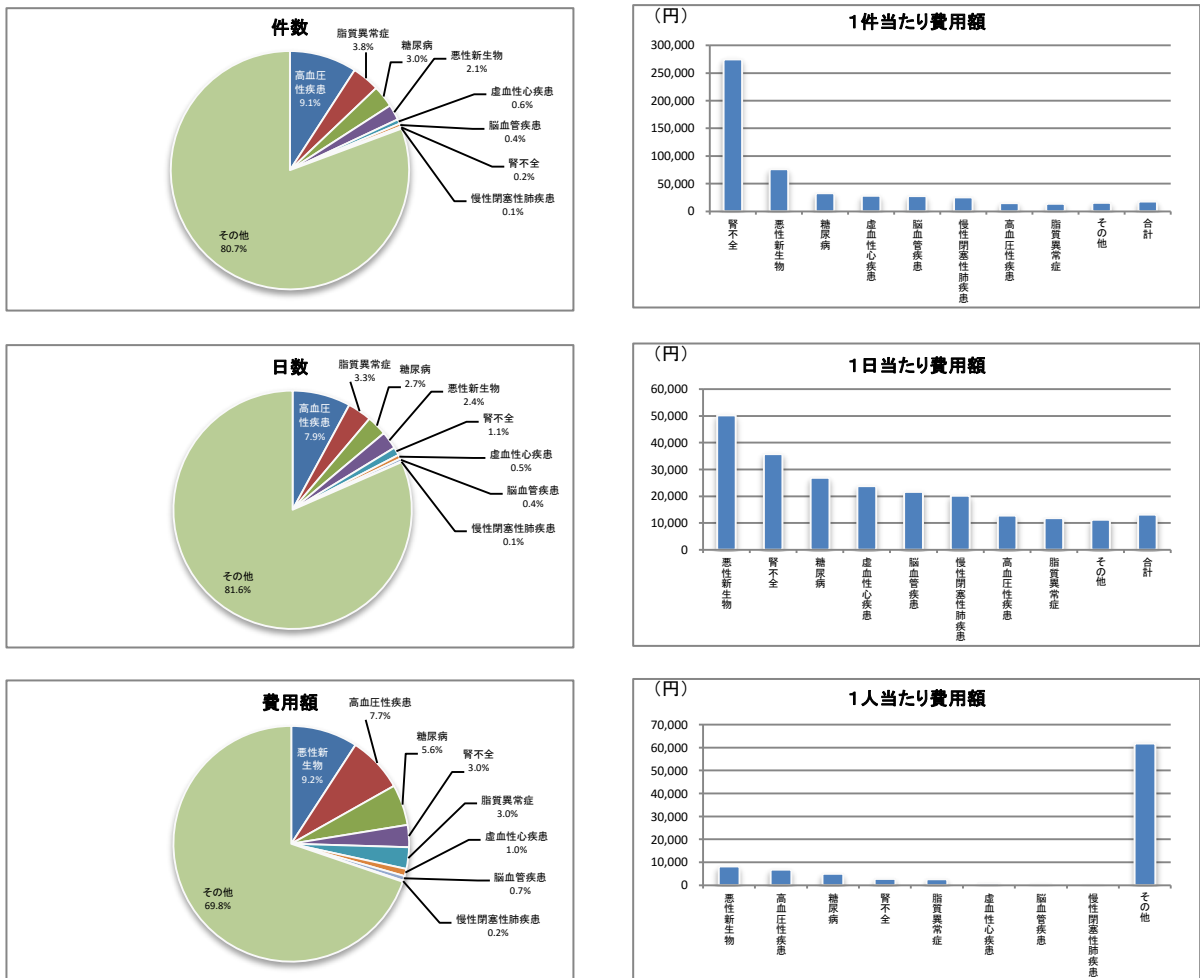 件数
高血圧
性疾患
9.1%
脂質異常症
3.8%
糖尿病
3.0%
悪性新生物
2.1%
虚血性心疾患
0.6%
脳血管疾患
0.4%
腎不全
0.2%
慢性閉塞性肺疾患
0.1%
その他
80.7%
（円）
1件当たり費用額
300,000
250,000
200,000
150,000
100,000
50,000
0
腎不全
悪性新生物
糖尿病
虚血性心疾患
脳血管疾患
慢性閉塞性肺疾患
高血圧性疾患
脂質異常症
その他
合計
日数
高血圧
性疾患
7.9%
脂質異常症
3.3%
糖尿病
2.7%
悪性新生物
2.4%
腎不全
1.1%
虚血性心疾患
0.5%
脳血管疾患
0.4%
慢性閉塞性肺疾患
0.1%
その他
81.6%
（円）
1日当たり費用額
60,000
50,000
40,000
30,000
20,000
10,000
0
悪性新生物
腎不全
糖尿病
虚血性心疾患
脳血管疾患
慢性閉塞性肺疾患
高血圧性疾患
脂質異常症
その他
合計
費用額
悪性新
生物
9.2%
高血圧性疾患
7.7%
糖尿病
5.6%
腎不全
3.0%
脂質異常症
3.0%
虚血性心疾患
1.0%
脳血管疾患
0.7%
慢性閉塞性肺疾患
0.2%
その他
69.8%
（円）
1人当たり費用額
70,000
60,000
50,000
40,000
30,000
20,000
10,000
0
悪性新生物
高血圧性疾患
糖尿病
腎不全
脂質異常症
虚血性心疾患
脳血管疾患
慢性閉塞性肺疾患
その他